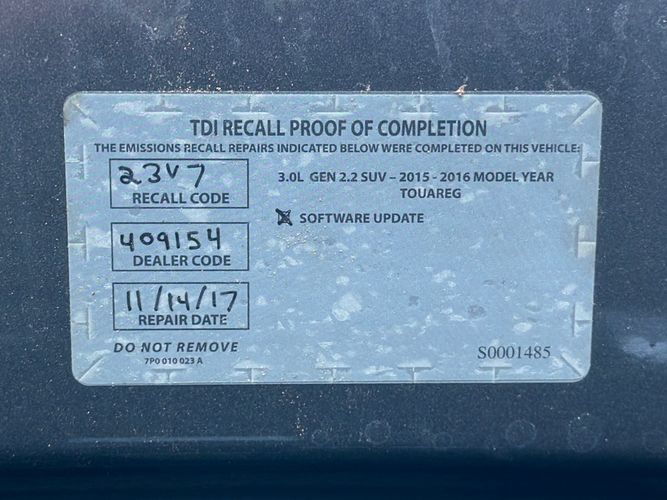 TDI RECALL PROOF OF COMPLETION
THE EMISSIONS RECALL REPAIRS INDICATED BELOW WERE COMPLETED ON THIS VEHICLE:
23V7
RECALL CODE
3.0L GEN 2.2 SUV – 2015 - 2016 MODEL YEAR
TOUAREG
SOFTWARE UPDATE
409154
DEALER CODE
11/14/17
REPAIR DATE
DO NOT REMOVE
7P0 010 023 A
S0001485